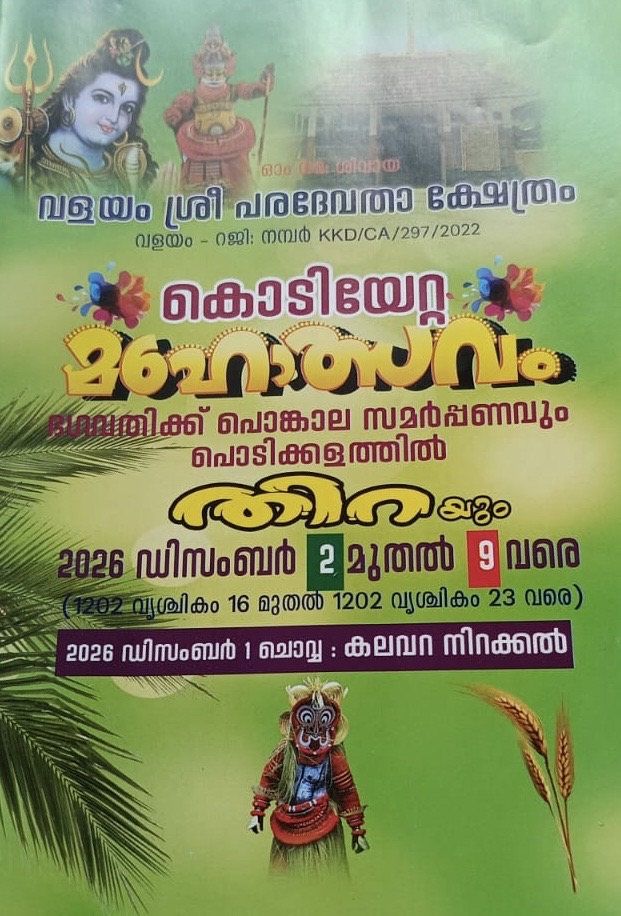 ഓം നമഃ ശിവായ
വളയം ശ്രീ പരദേവതാ ക്ഷേത്രം
വളയം - റജി: നമ്പർ KKD/CA/297/2022
കൊടിയേറ്റ
മഹോത്സവം
ഭഗവതിക്ക് പൊങ്കാല സമർപ്പണവും
പൊടിക്കളത്തിൽ
തിറയും
2026 ഡിസംബർ 2 മുതൽ 9 വരെ
(1202 വൃശ്ചികം 16 മുതൽ 1202 വൃശ്ചികം 23 വരെ)
2026 ഡിസംബർ 1 ചൊവ്വ : കലവറ നിറക്കൽ